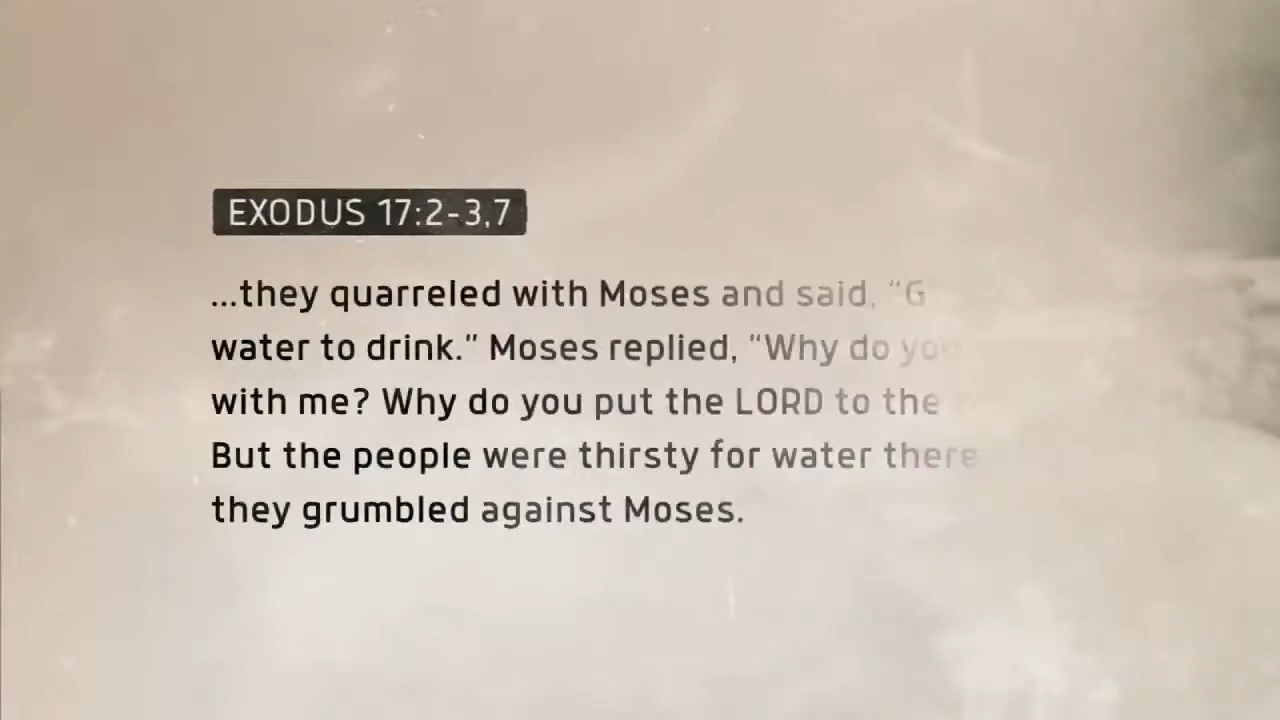 EXODUS 17:2-3,7
...they quarreled with Moses and said, "G
water to drink." Moses replied, "Why do you
with me? Why do you put the LORD to the
But the people were thirsty for water there
they grumbled against Moses.